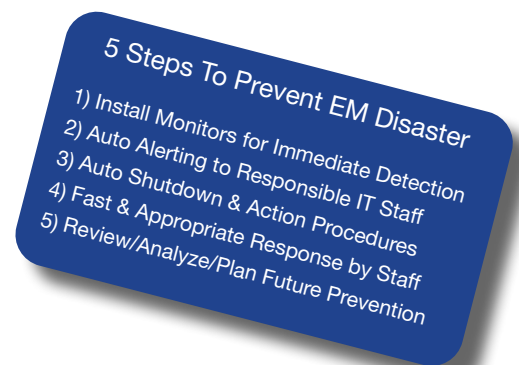 5 Steps To Prevent EM Disaster
1) Install Monitors for Immediate Detection
2) Auto Alerting to Responsible IT Staff
3) Auto Shutdown & Action Procedures
4) Fast & Appropriate Response by Staff
5) Review/Analyze/Plan Future Prevention